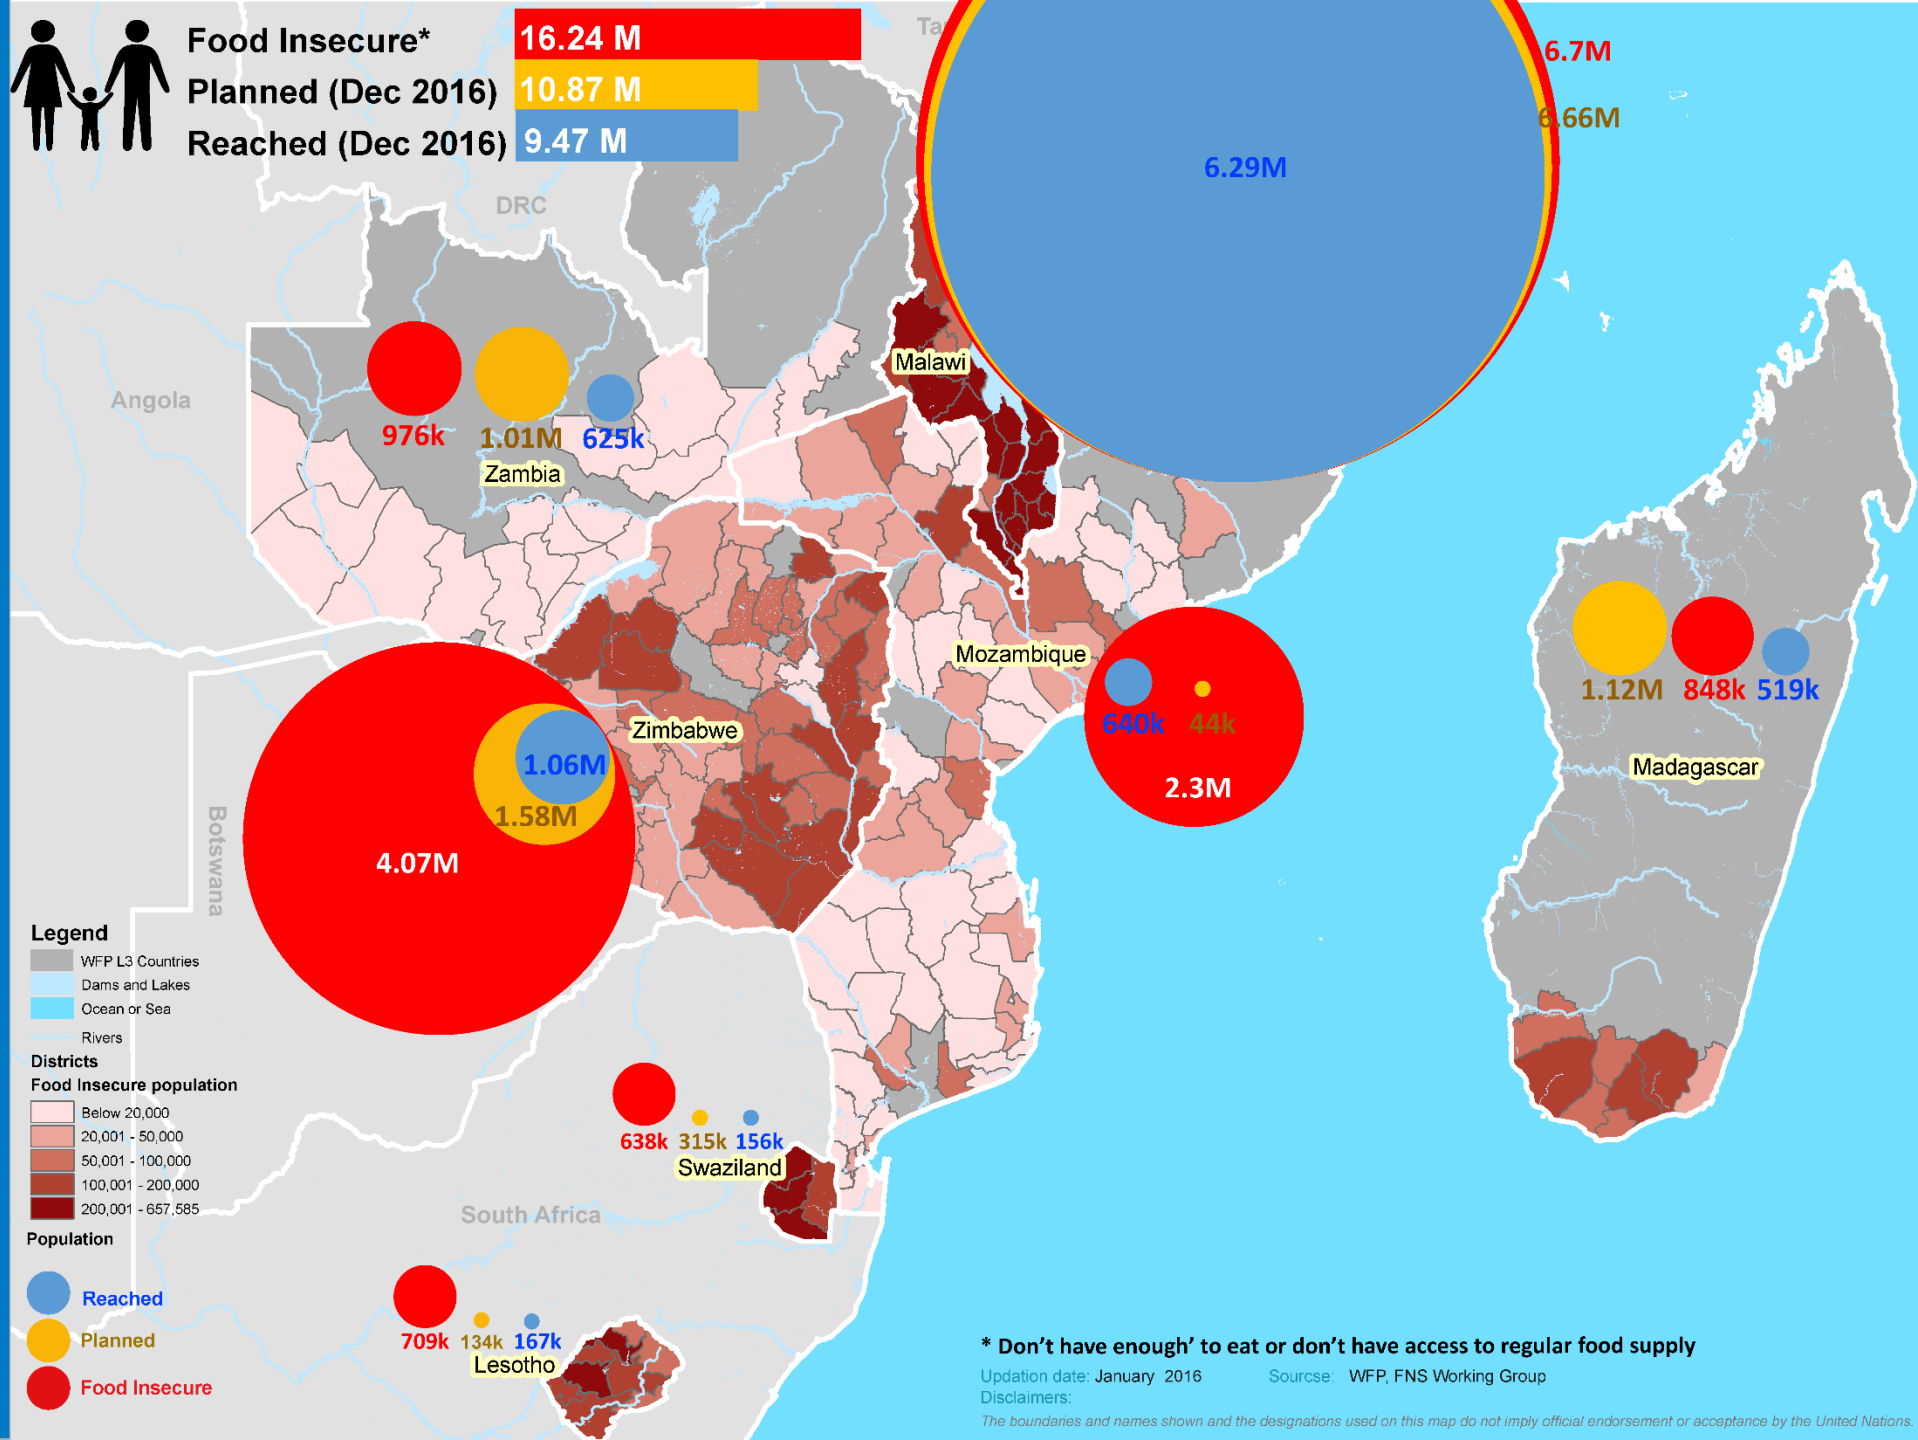 Food Insecure*
16.24 M
Planned (Dec 2016)
10.87 M
Reached (Dec 2016)
9.47 M
6.7M
6.66M
6.29M
DRC
Angola
Malawi
976k
1.01M
625k
Zambia
Mozambique
640k
44k
2.3M
1.12M
848k
519k
Madagascar
Zimbabwe
1.06M
1.58M
4.07M
Botswana
Legend
WFP L3 Countries
Dams and Lakes
Ocean or Sea
Rivers
Districts
Food Insecure population
Below 20,000
20,001 - 50,000
50,001 - 100,000
100,001 - 200,000
200,001 - 657,585
Population
Reached
Planned
Food Insecure
638k
315k
156k
Swaziland
South Africa
709k
134k
167k
Lesotho
* Don't have enough' to eat or don't have access to regular food supply
Updation date: January 2016 Sourcse: WFP, FNS Working Group
Disclaimers:
The boundaries and names shown and the designations used on this map do not imply official endorsement or acceptance by the United Nations.